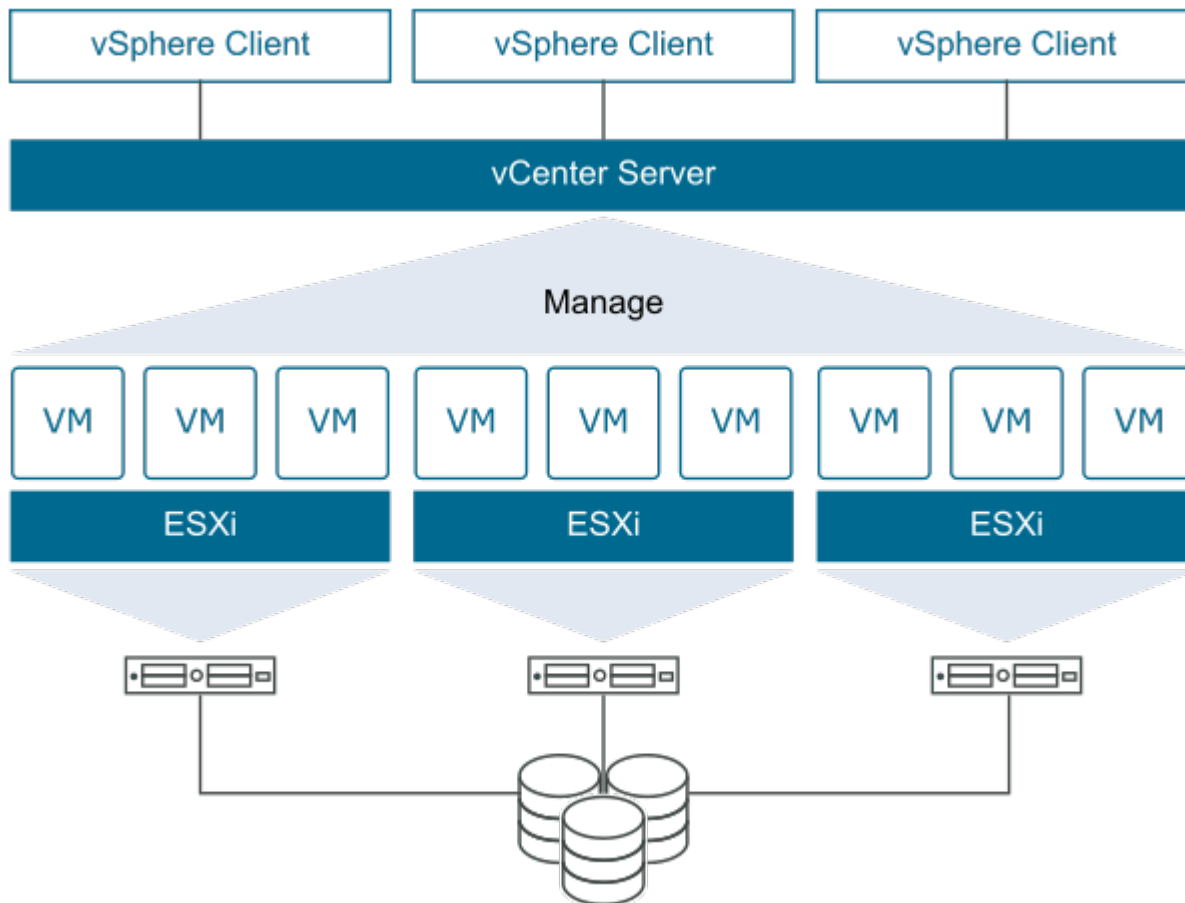 vSphere Client
vSphere Client
vSphere Client
vCenter Server
Manage
VM
VM
VM
VM
VM
VM
VM
VM
VM
ESXi
ESXi
ESXi